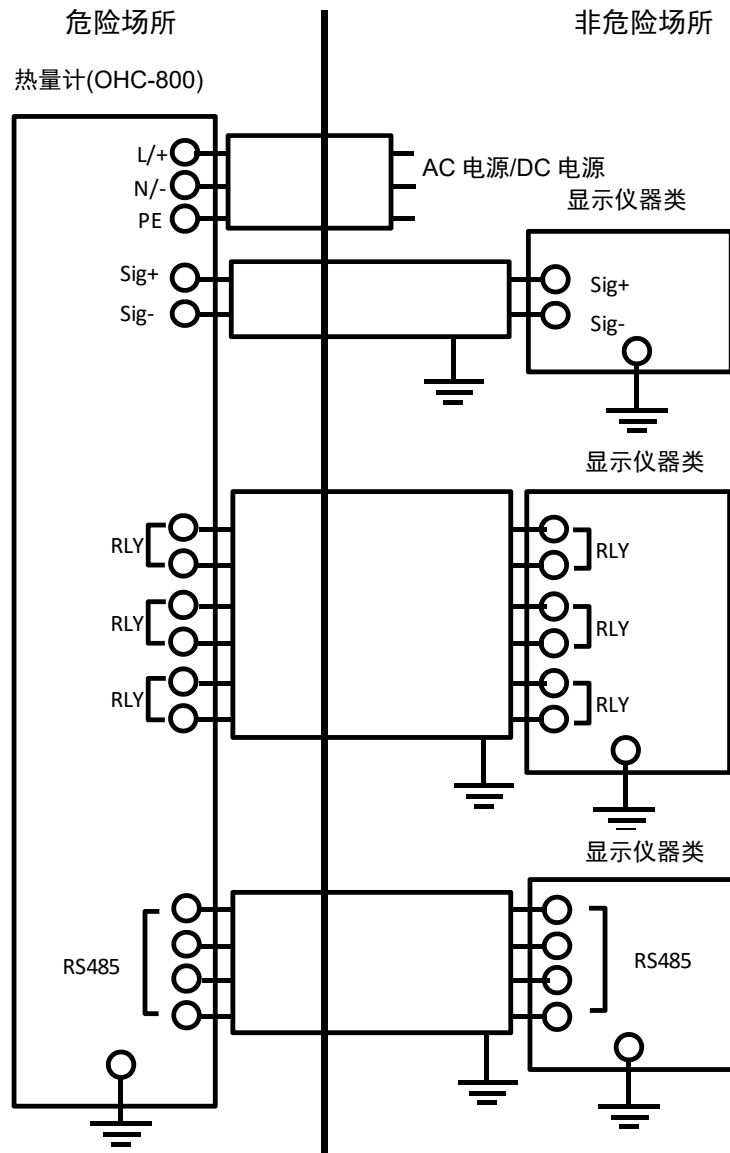 危险场所
非危险场所
热量计(OHC-800)
L/+
N/-
PE
AC 电源/DC 电源
显示仪器类
Sig+
Sig-
Sig+
Sig-
显示仪器类
RLY
RLY
RLY
RLY
RLY
RLY
显示仪器类
RS485
RS485